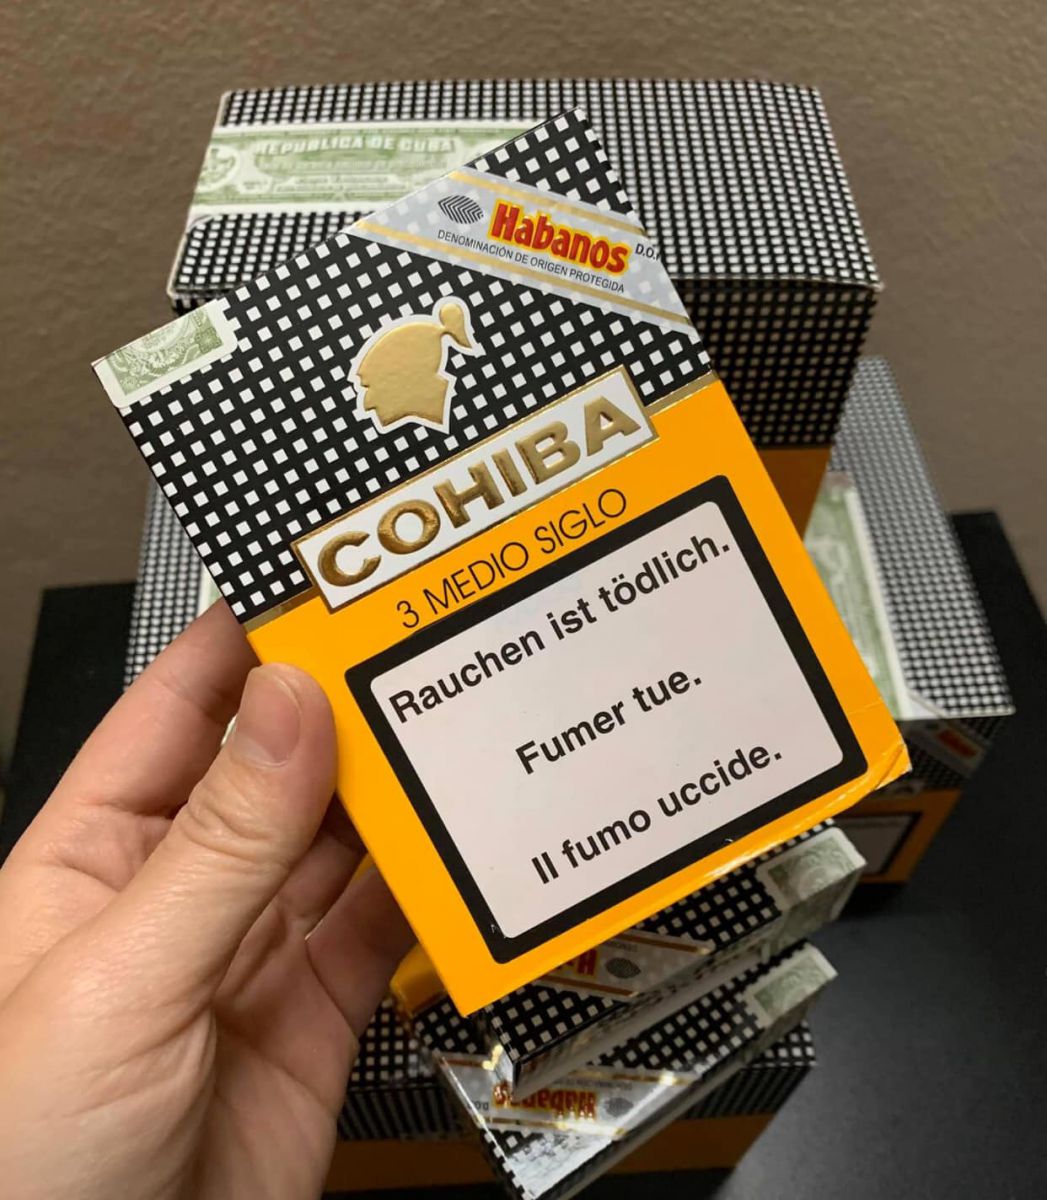 REPUBLICA DE CUBA
Habanos
D.O.P
DENOMINACIÓN DE ORIGEN PROTEGIDA
COHIBA
3 MEDIO SIGLO
Rauchen ist tödlich.
Fumer tue.
Il fumo uccide.
Habanos